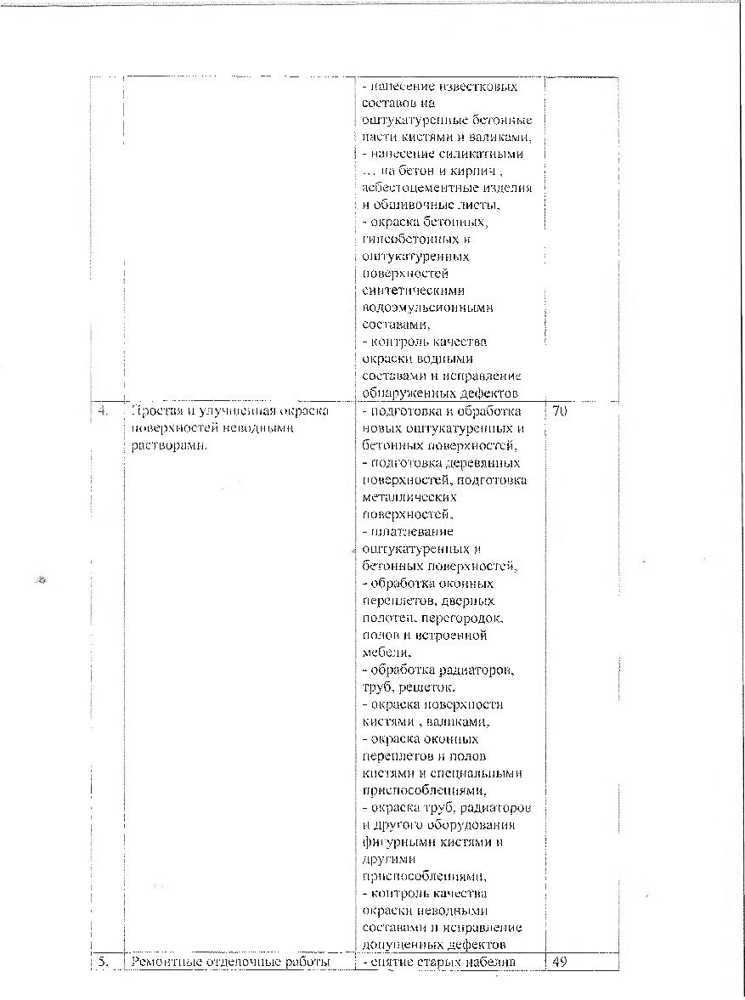 - нанесение известковых
составов на
оштукатуренные бетонные
части кистями и валиками,
- нанесение силикатными
... на бетон и кирпич ,
асбестоцементные изделия
и обшивочные листы,
- окраска бетонных,
гипсобетонных и
оштукатуренных
поверхностей
синтетическими
водоэмульсионными
составами,
- контроль качества
окраски водными
составами и исправление
обнаруженных дефектов
4. Простая и улучшенная окраска
поверхностей неводными
растворами.
- подготовка и обработка
новых оштукатуренных и
бетонных поверхностей,
- подготовка деревянных
поверхностей, подготовка
металлических
поверхностей,
- шпатлевание
оштукатуренных и
бетонных поверхностей,
- обработка оконных
переплетов, дверных
полотен, перегородок,
полов и встроенной
мебели,
- обработка радиаторов,
труб, решеток.
- окраска поверхности
кистями , валиками,
- окраска оконных
переплетов и полов
кистями и специальными
приспособлениями,
- окраска труб, радиаторов
и другого оборудования
фигурными кистями и
другими
приспособлениями,
- контроль качества
окраски неводными
составами и исправление
допущенных дефектов
70
5. Ремонтные отделочные работы
- снятие старых набелив
49